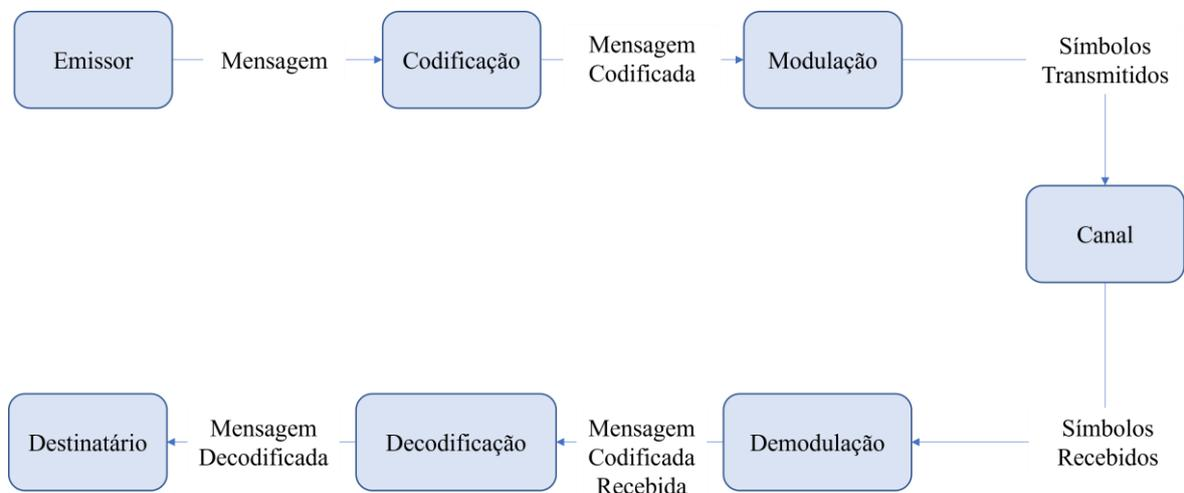 Emissor
Mensagem
Codificação
Mensagem
Codificada
Modulação
Símbolos
Transmitidos
Canal
Símbolos
Recebidos
Demodulação
Mensagem
Codificada
Recebida
Decodificação
Mensagem
Decodificada
Destinatário